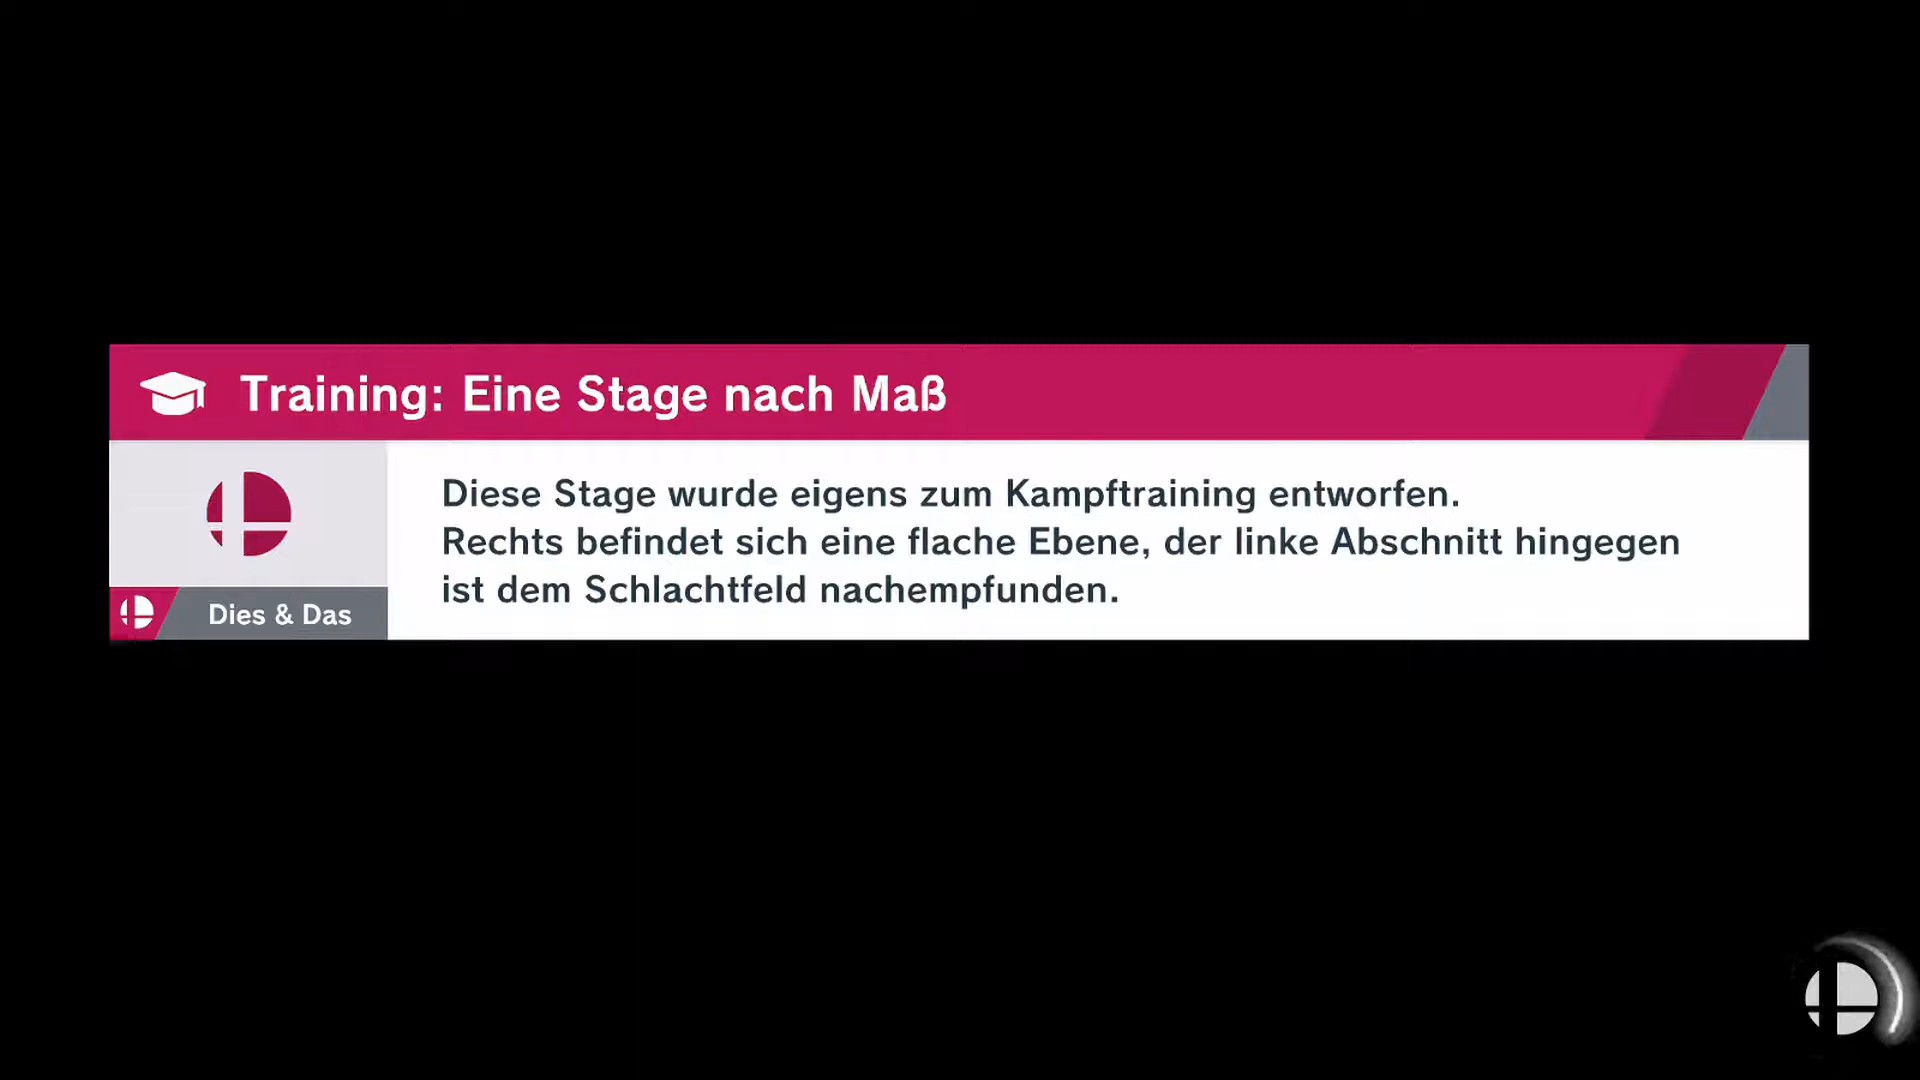 Training: Eine Stage nach Maß
Diese Stage wurde eigens zum Kampftraining entworfen.
Rechts befindet sich eine flache Ebene, der linke Abschnitt hingegen
ist dem Schlachtfeld nachempfunden.
Dies & Das